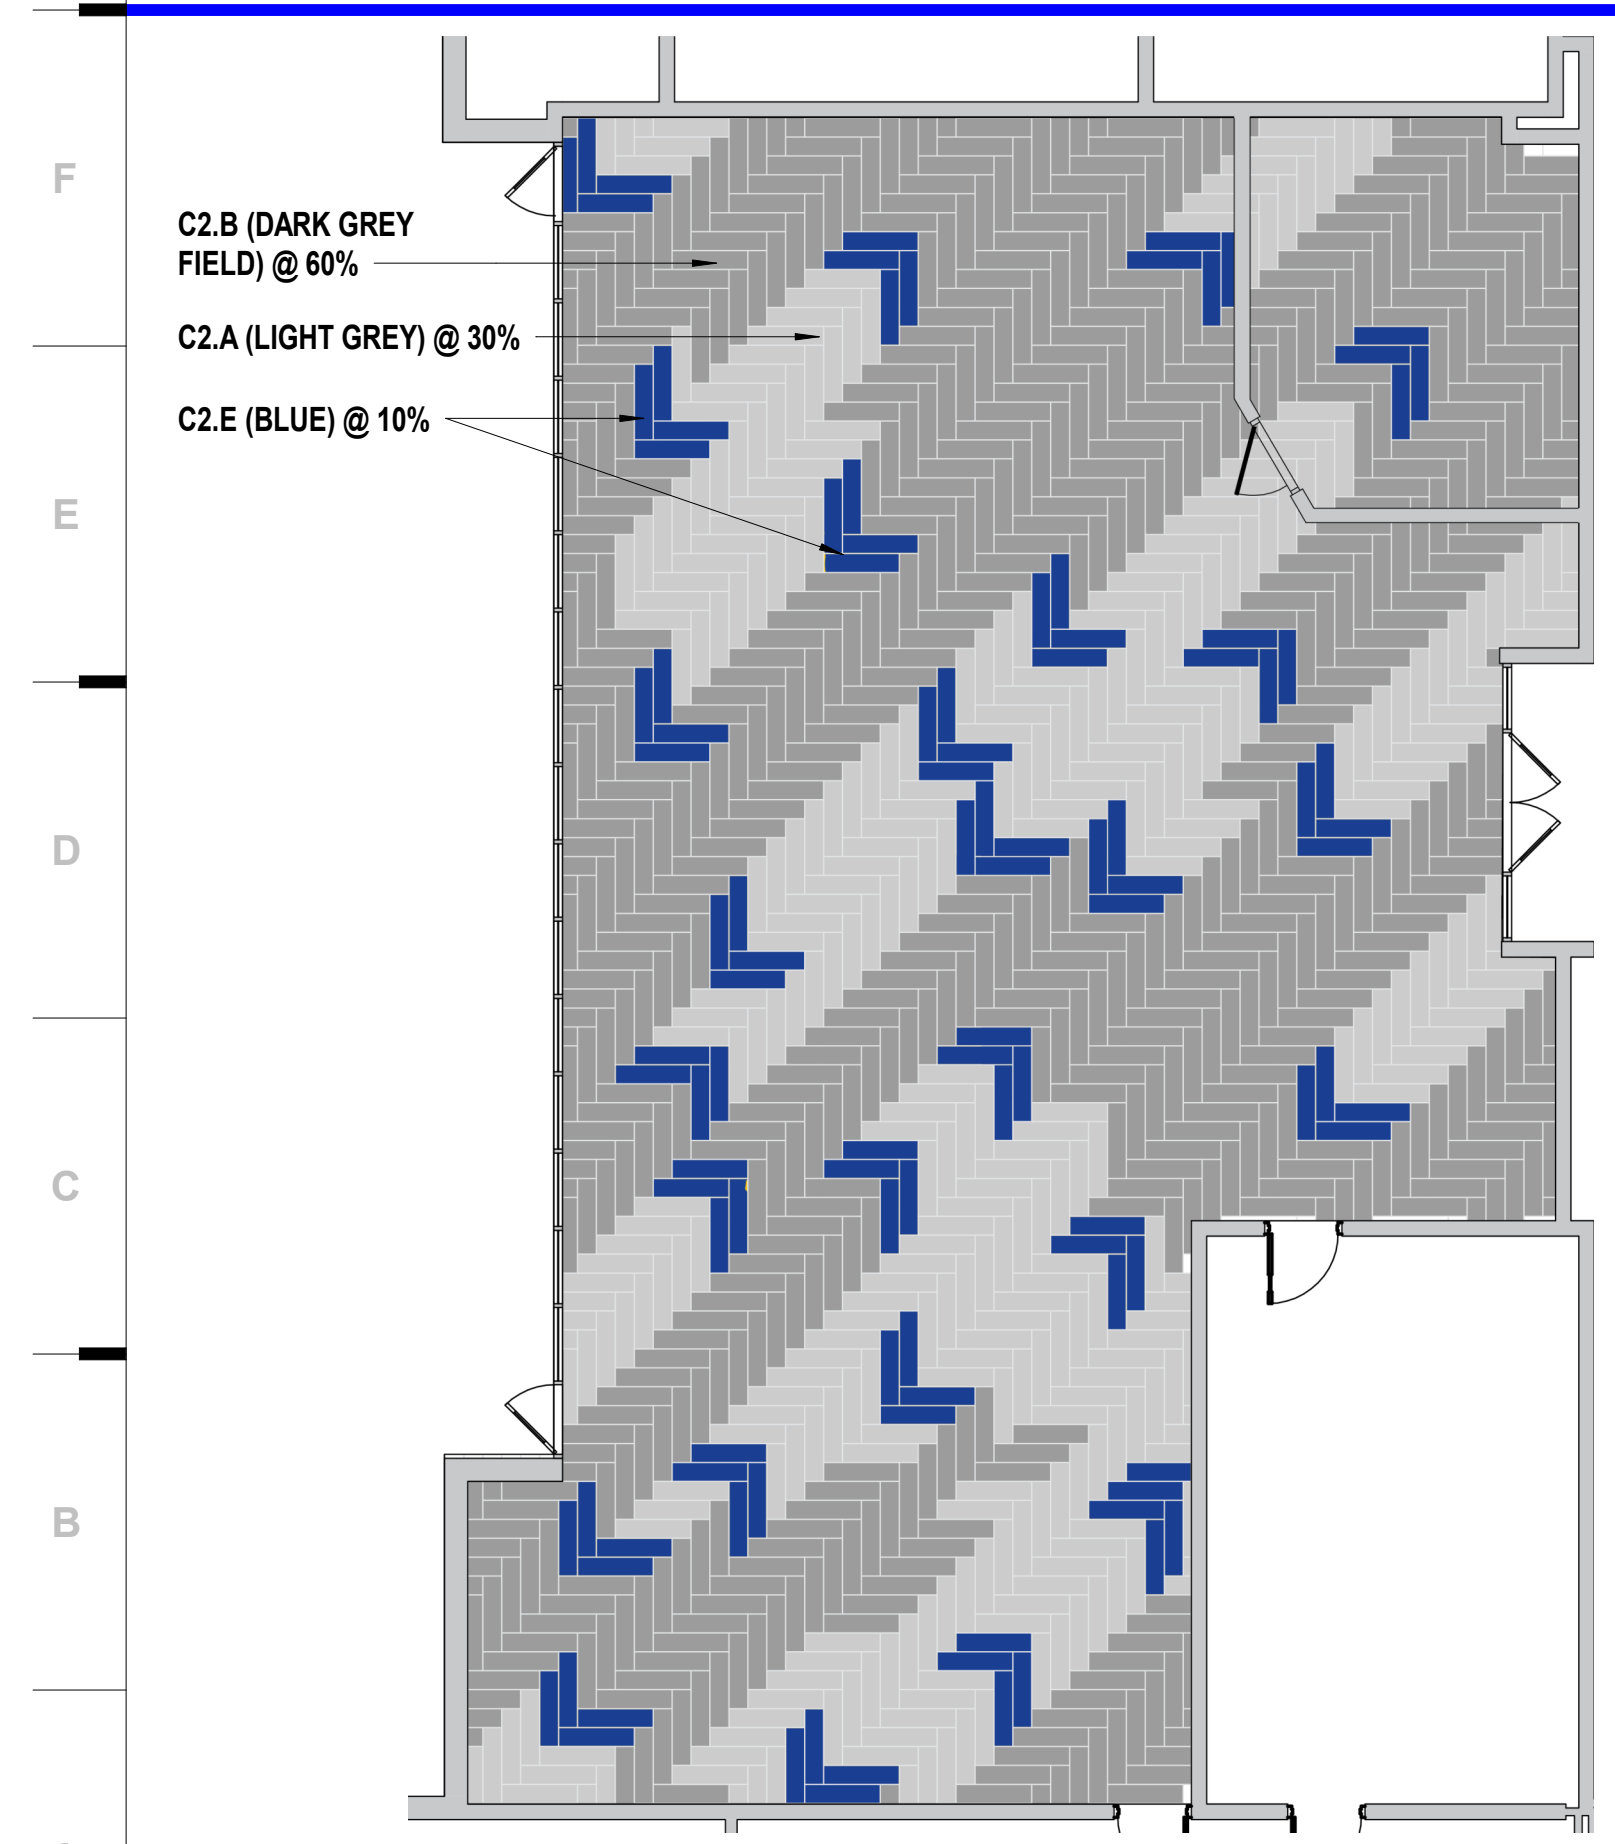 F
C2.B (DARK GREY
FIELD) @ 60%
C2.A (LIGHT GREY) @ 30%
C2.E (BLUE) @ 10%
E
D
C
B